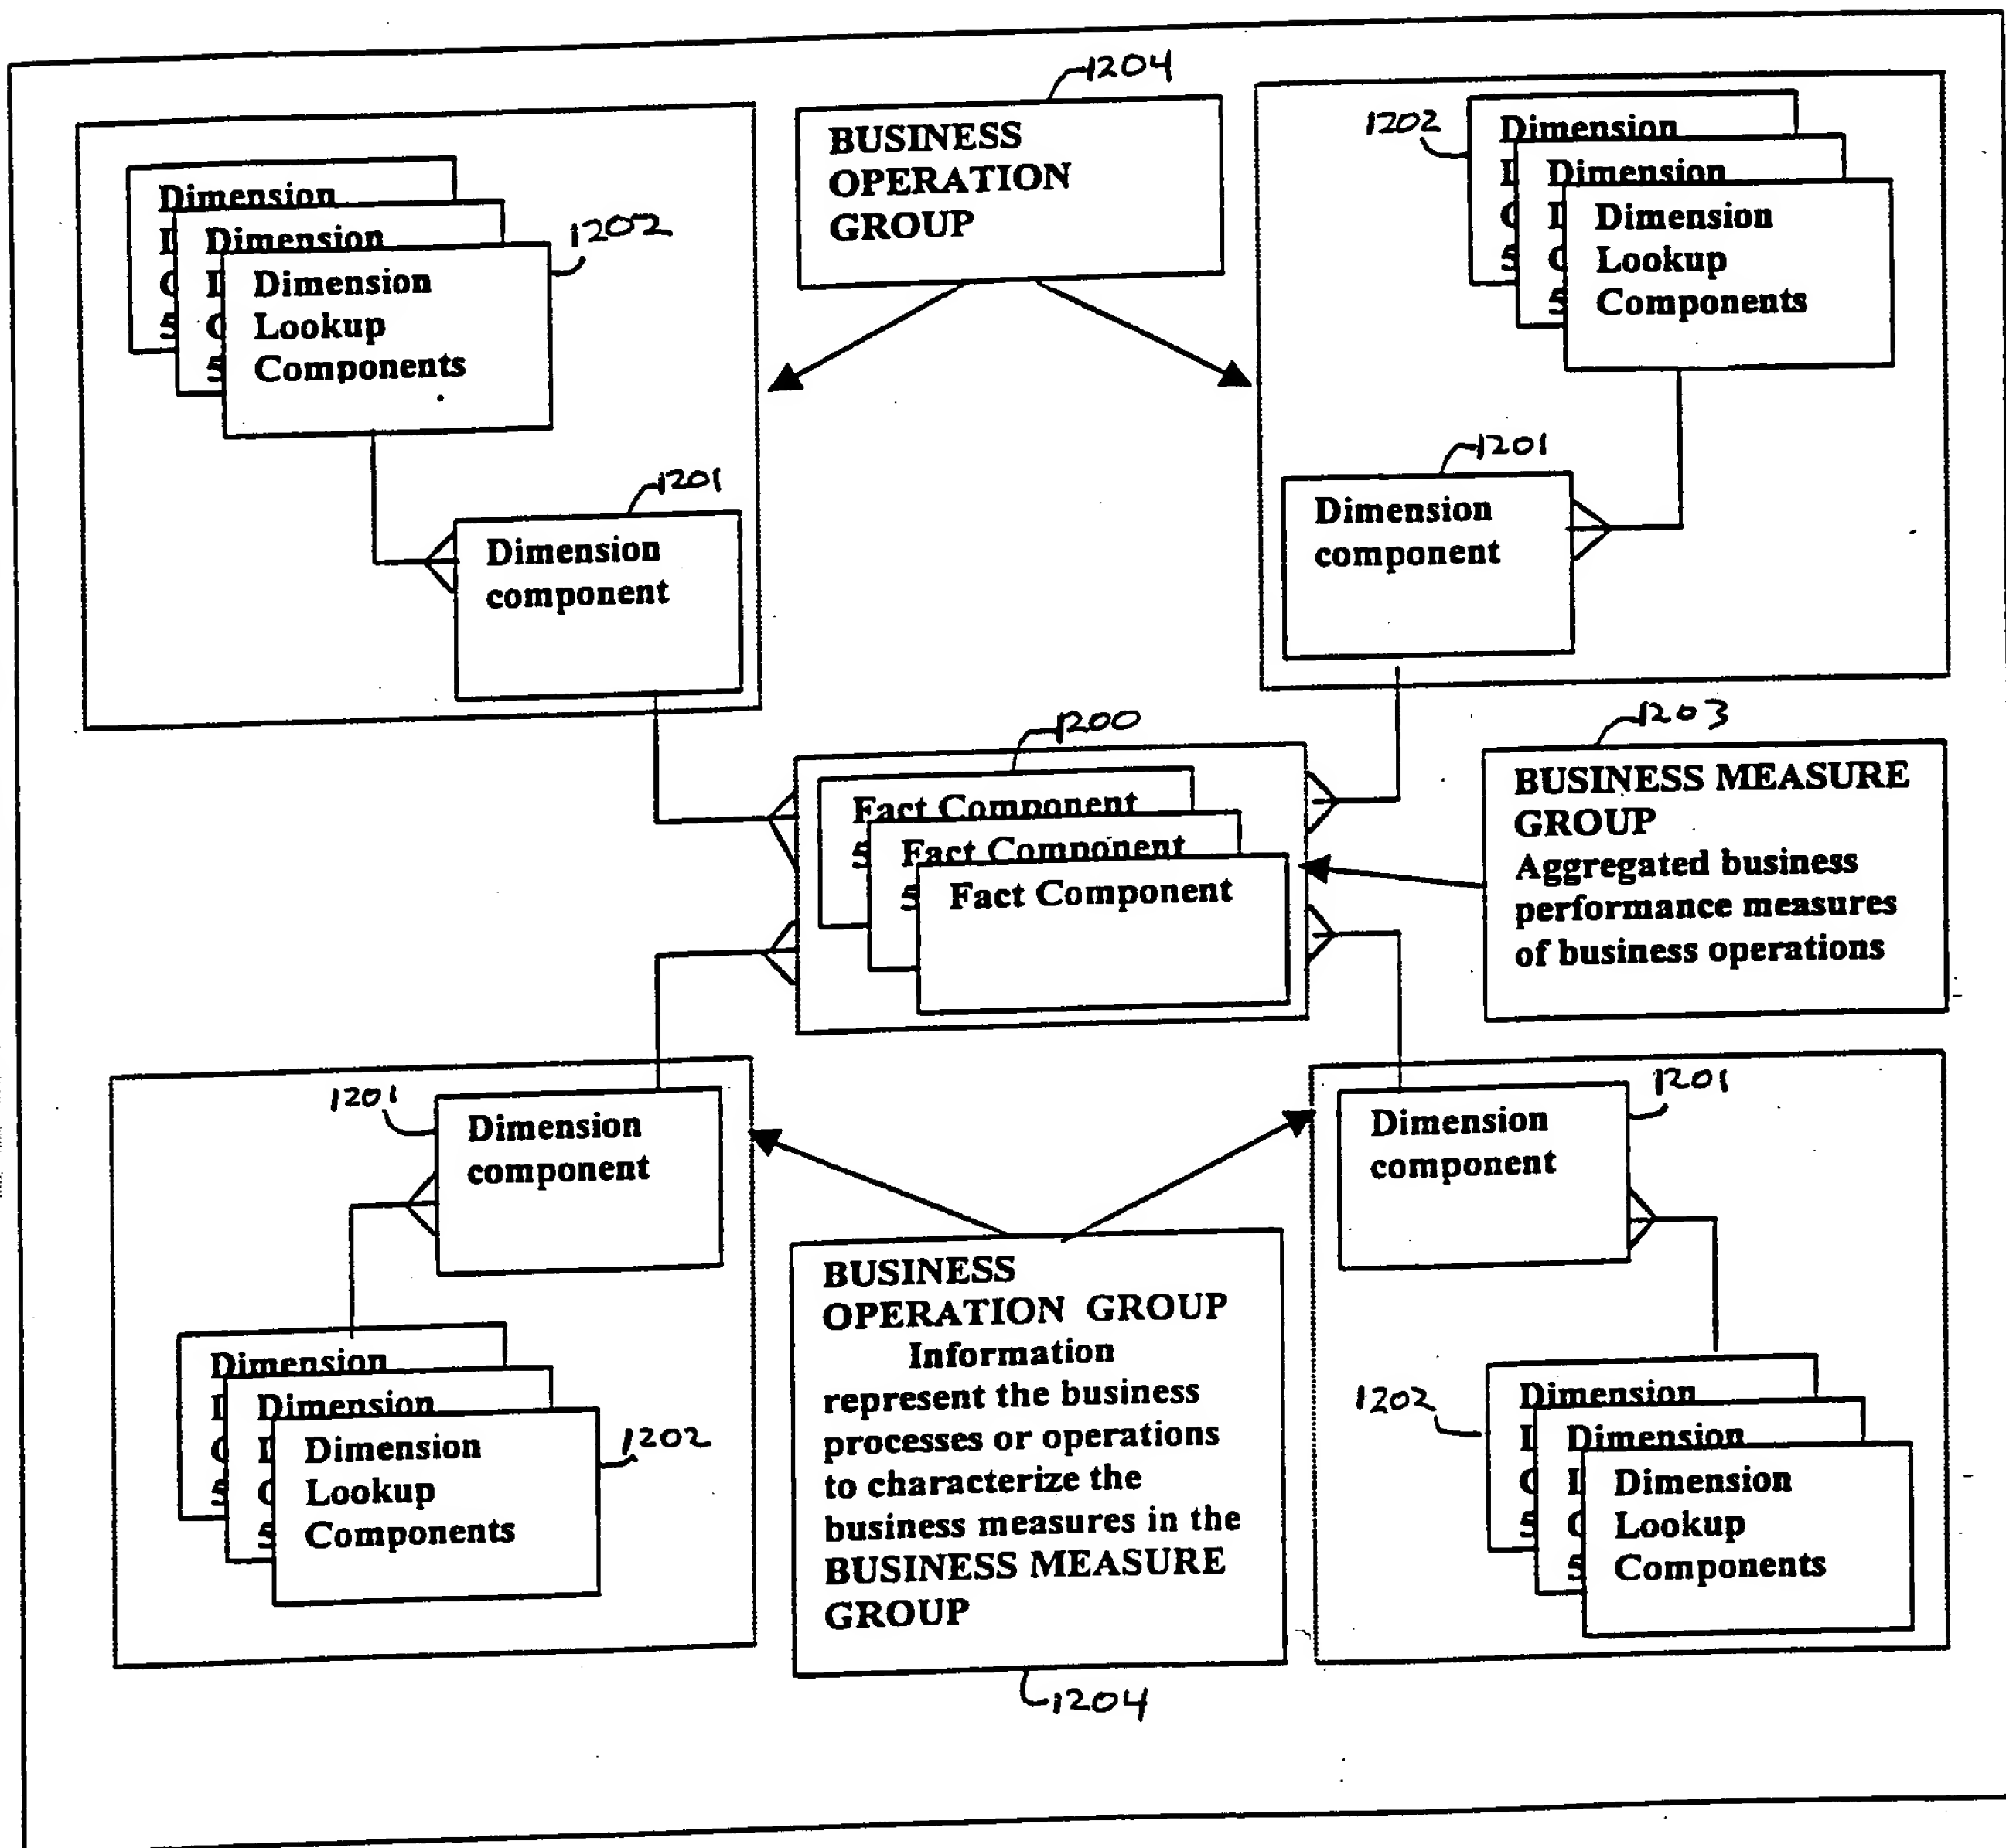 1204
BUSINESS
OPERATION
GROUP
Dimension
Dimension
Dimension
Lookup
Components
1202
1201
Dimension
component
1202
Dimension
Dimension
Dimension
Lookup
Components
1201
Dimension
component
1200
Fact Component
Fact Component
Fact Component
1203
BUSINESS MEASURE
GROUP
Aggregated business
performance measures
of business operations
1201
Dimension
component
Dimension
Dimension
Dimension
Lookup
Components
1202
BUSINESS
OPERATION GROUP
Information
represent the business
processes or operations
to characterize the
business measures in the
BUSINESS MEASURE
GROUP
1204
1201
Dimension
component
1202
Dimension
Dimension
Dimension
Lookup
Components